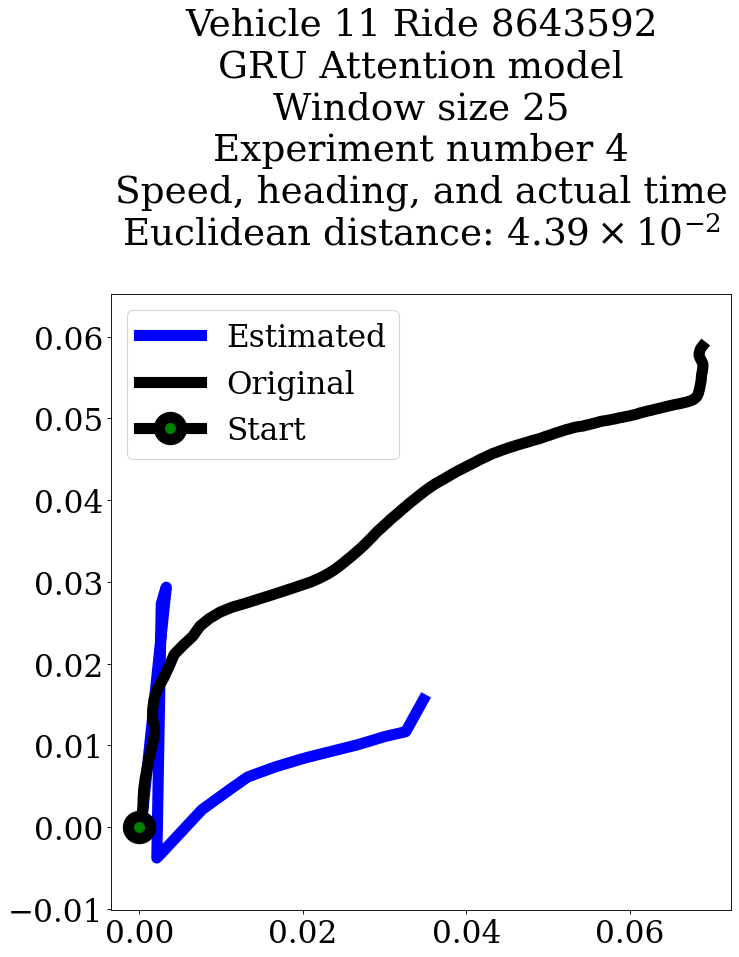 Vehicle 11 Ride 8643592
GRU Attention model
Window size 25
Experiment number 4
Speed, heading, and actual time
Euclidean distance: 4.39 × 10⁻²
Estimated
Original
Start
0.06
0.05
0.04
0.03
0.02
0.01
0.00
−0.01
0.00 0.02 0.04 0.06